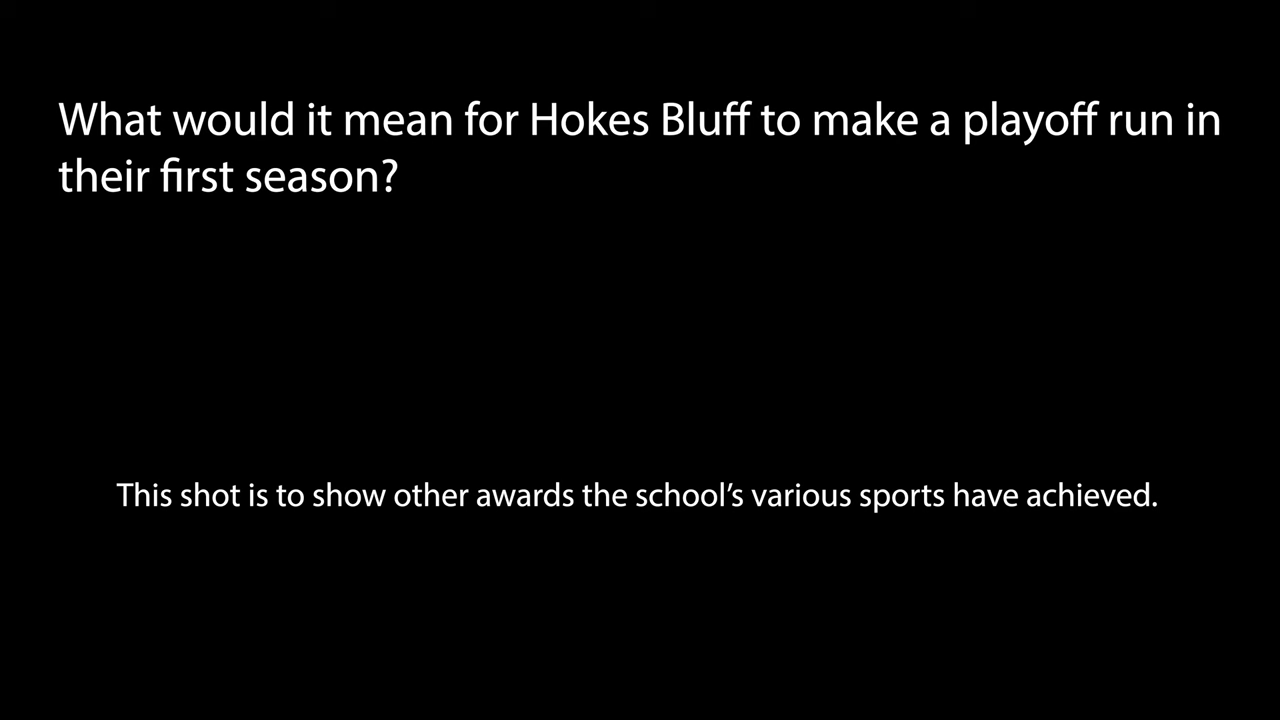 What would it mean for Hokes Bluff to make a playoff run in
their first season?
This shot is to show other awards the school’s various sports have achieved.